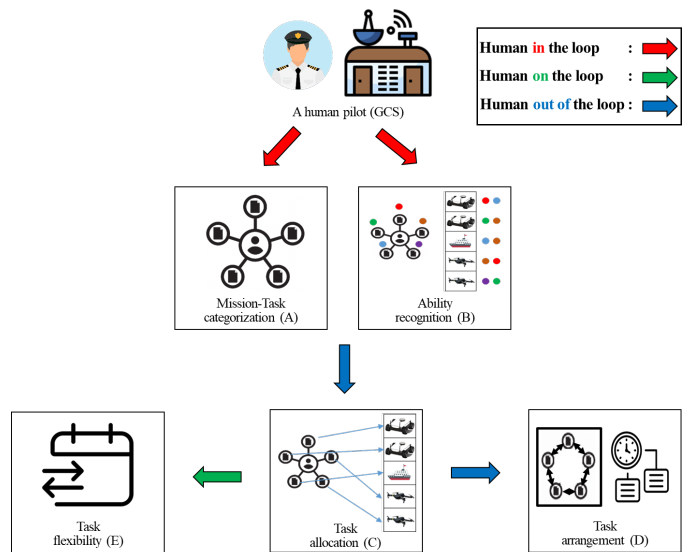 Human in the loop :
Human on the loop :
Human out of the loop :
A human pilot (GCS)
Mission-Task
categorization (A)
Ability
recognition (B)
Task
flexibility (E)
Task
allocation (C)
Task
arrangement (D)